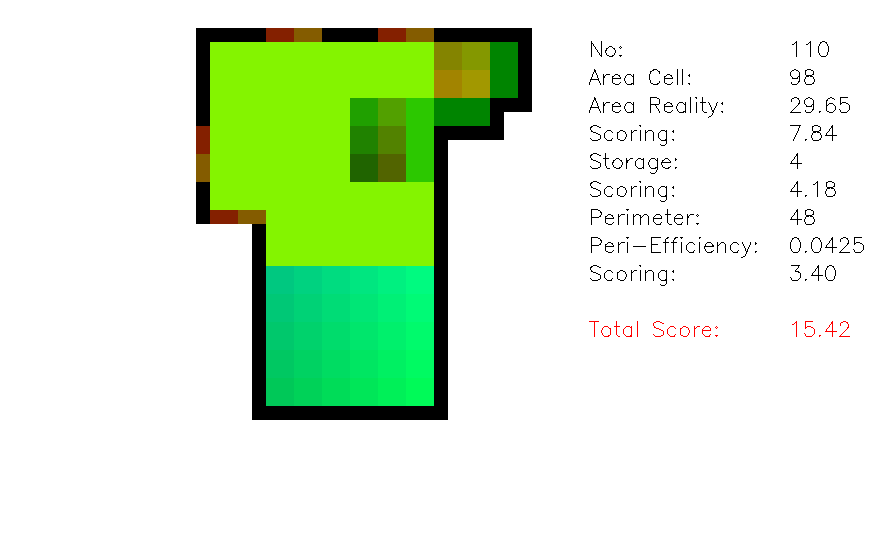 No: 110
Area Cell: 98
Area Reality: 29.65
Scoring: 7.84
Storage: 4
Scoring: 4.18
Perimeter: 48
Peri-Efficiency: 0.0425
Scoring: 3.40
Total Score: 15.42